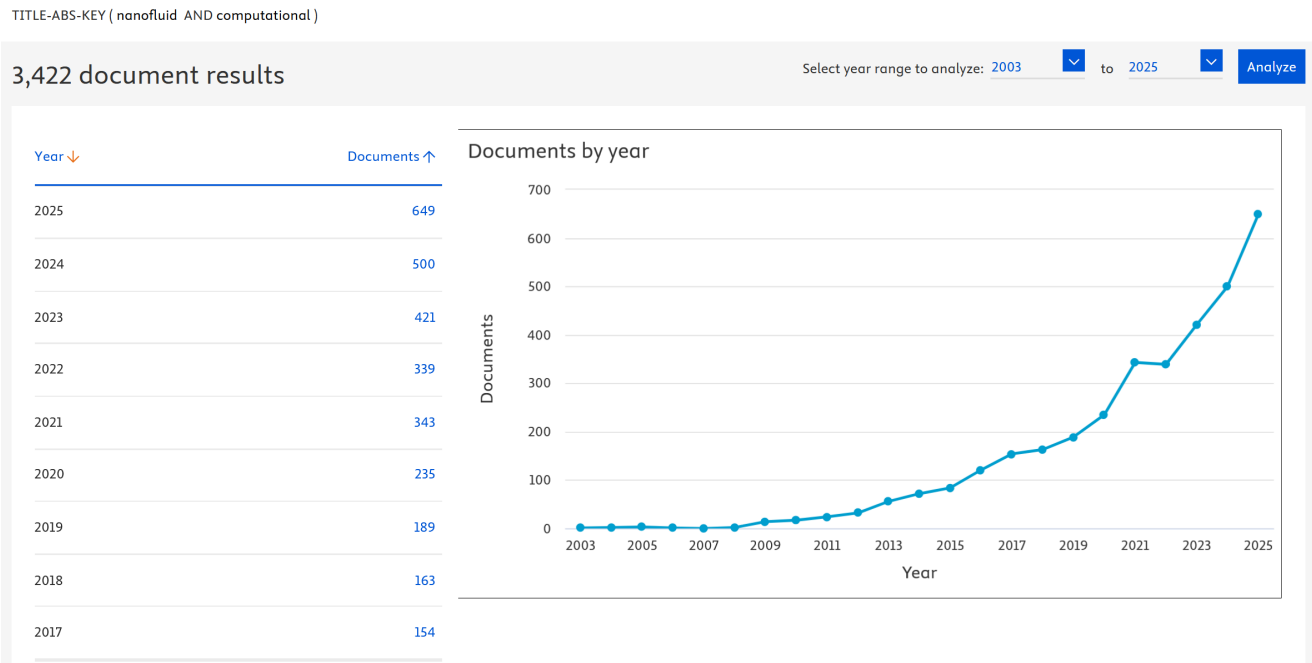 TITLE-ABS-KEY ( nanofluid AND computational )
3,422 document results
Select year range to analyze: 2003 to 2025 Analyze
Year Documents
2025 649
2024 500
2023 421
2022 339
2021 343
2020 235
2019 189
2018 163
2017 154
Documents by year
700
600
500
400
300
200
100
0
Documents
2003 2005 2007 2009 2011 2013 2015 2017 2019 2021 2023 2025
Year